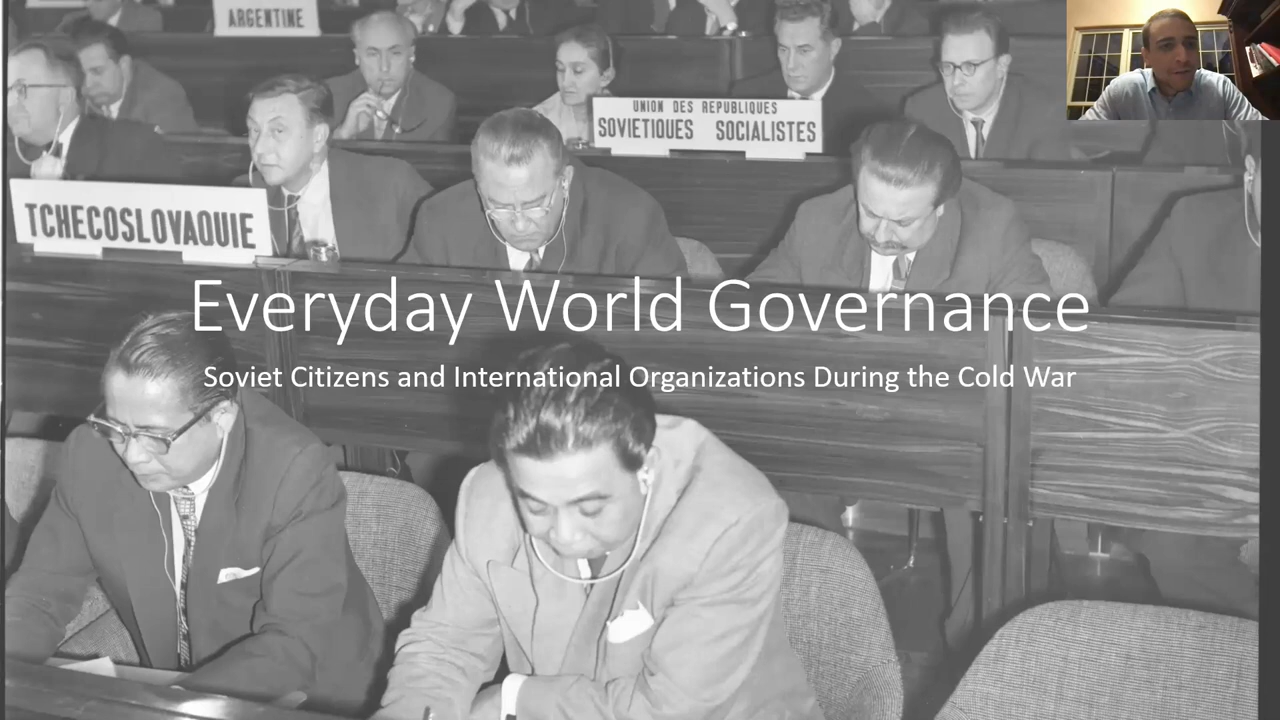 ARGENTINE
UNION DES REPUBLIQUES
SOVIETIQUES SOCIALISTES
TCHECOSLOVAQUIE
Everyday World Governance
Soviet Citizens and International Organizations During the Cold War